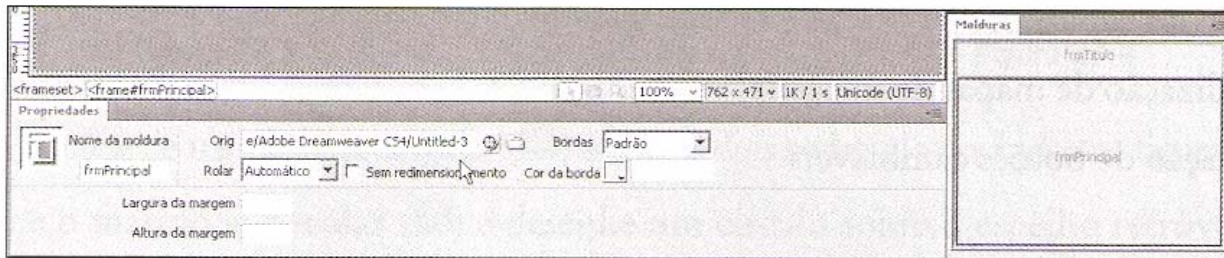 Molduras
frmTitulo
frmPrincipal
<frameset> <frame#frmPrincipal>
100% 762 x 471 1K / 1 s Unicode (UTF-8)
Propriedades
Nome da moldura Orig e/Adobe Dreamweaver CS4/Untitled-3 Bordas Padrão
frmPrincipal Rolar Automático Sem redimensionamento Cor da borda
Largura da margem
Altura da margem